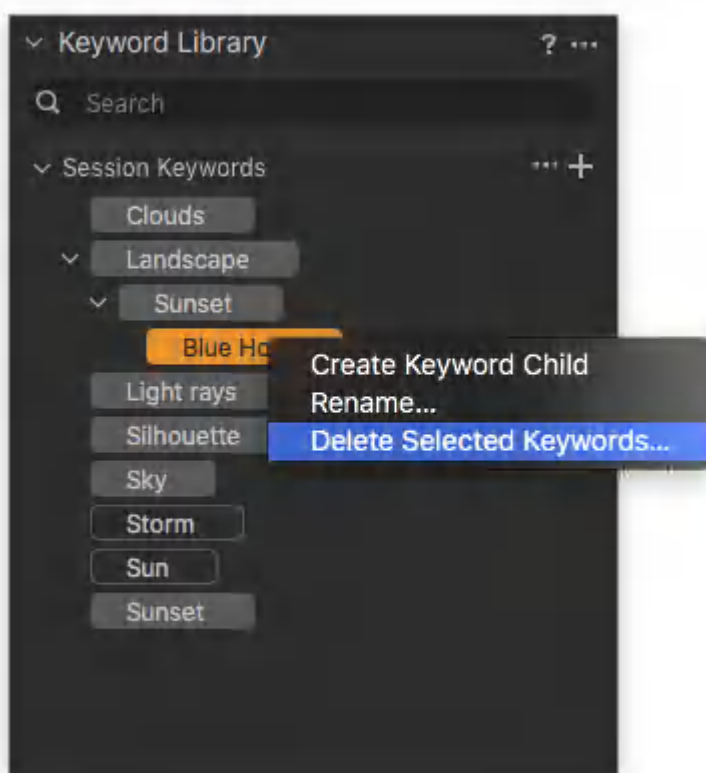 Keyword Library ? ...
Search
Session Keywords ... +
Clouds
Landscape
Sunset
Blue Ho
Create Keyword Child
Light rays
Rename...
Silhouette
Delete Selected Keywords...
Sky
Storm
Sun
Sunset